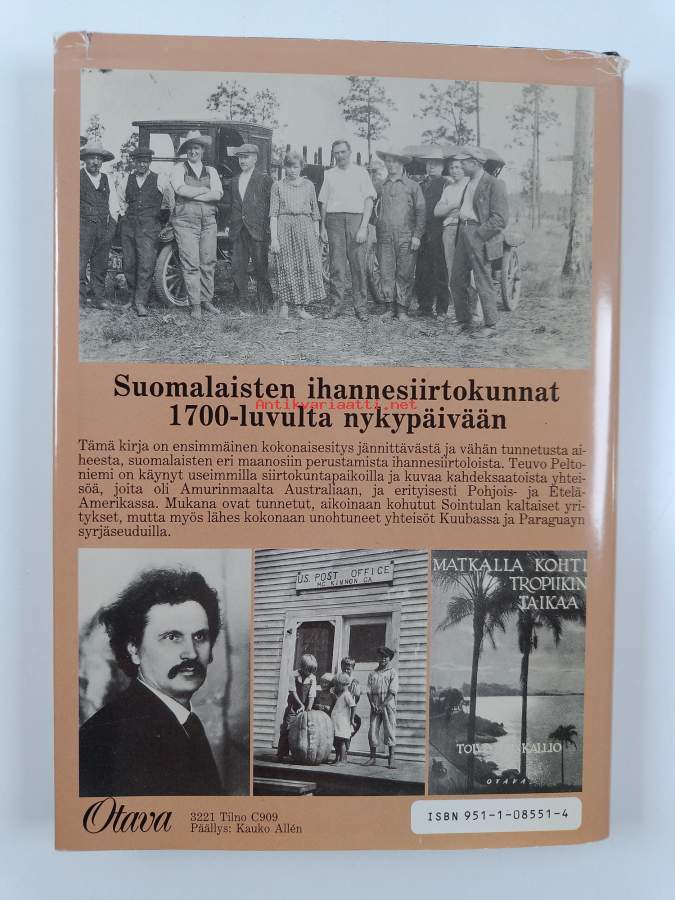 Suomalaisten ihannesiirtokunnat
Antikvariaatti.net
1700-luvulta nykypäivään
Tämä kirja on ensimmäinen kokonaisesitys jännittävästä ja vähän tunnetusta ai-
heesta, suomalaisten eri maanosiin perustamista ihannesiirtoloista. Teuvo Pelto-
niemi on käynyt useimmilla siirtokuntapaikoilla ja kuvaa kahdeksaatoista yhtei-
söä, joita oli Amurinmaalta Australiaan, ja erityisesti Pohjois- ja Etelä-
Amerikassa. Mukana ovat tunnetut, aikoinaan kohutut Sointulan kaltaiset yri-
tykset, mutta myös lähes kokonaan unohtuneet yhteisöt Kuubassa ja Paraguayn
syrjäseuduilla.
U.S. POST OFFICE
MC KINNON GA.
MATKALLA KOHTI
TROPIIKIN
TAIKAA
KALLIO
OTAVA
Otava
3221 Tilno C909
Päällys: Kauko Allén
ISBN 951-1-08551-4